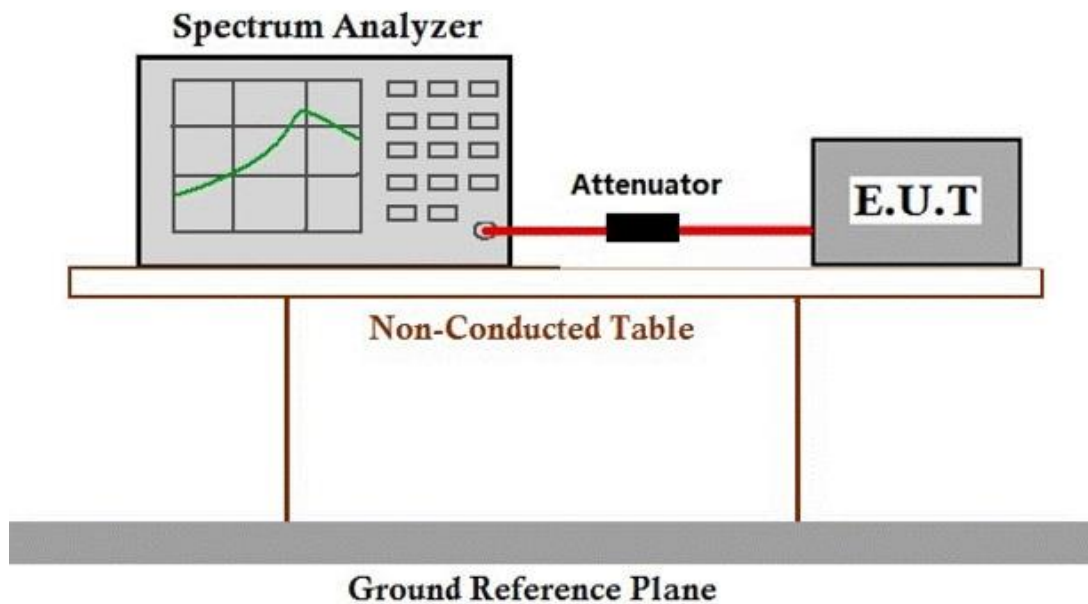 Spectrum Analyzer
Attenuator
E.U.T
Non-Conducted Table
Ground Reference Plane